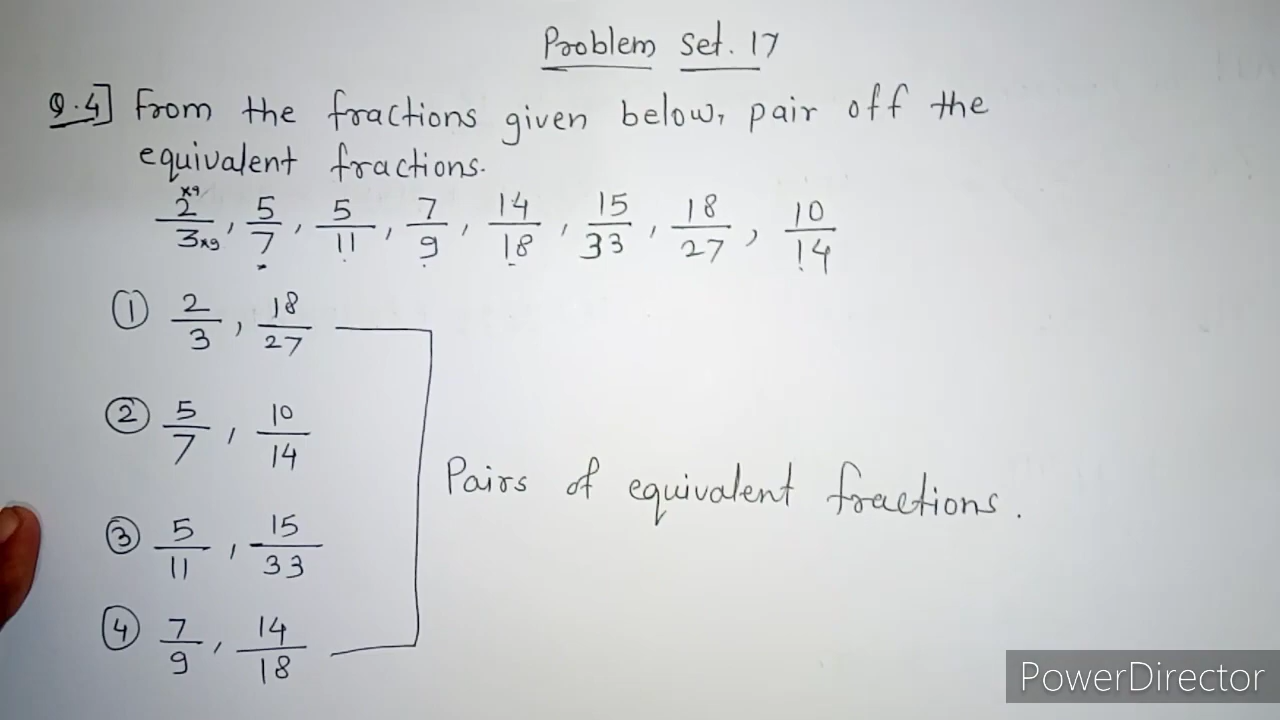 Problem Set. 17
Q.4] From the fractions given below, pair off the
equivalent fractions.
2×9/3×9, 5/7, 5/11, 7/9, 14/18, 15/33, 18/27, 10/14
① 2/3, 18/27
② 5/7, 10/14
Pairs of equivalent fractions.
③ 5/11, 15/33
④ 7/9, 14/18
PowerDirector